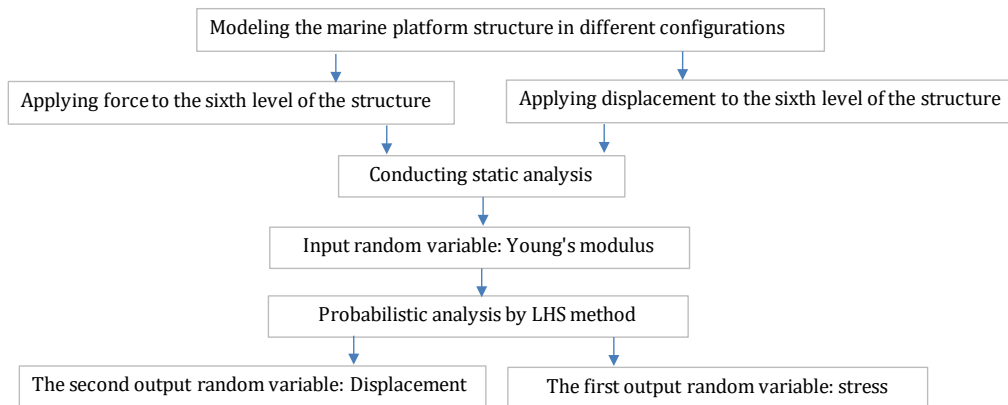 Modeling the marine platform structure in different configurations
Applying force to the sixth level of the structure
Applying displacement to the sixth level of the structure
Conducting static analysis
Input random variable: Young's modulus
Probabilistic analysis by LHS method
The second output random variable: Displacement
The first output random variable: stress